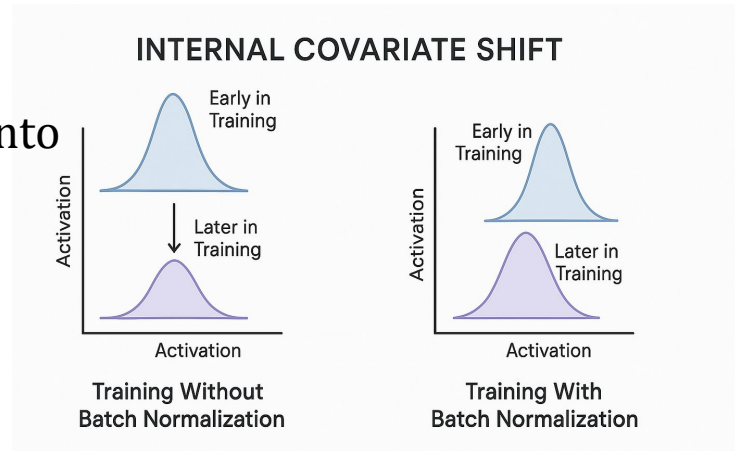 INTERNAL COVARIATE SHIFT
nto
Early in
Training
Activation
Later in
Training
Activation
Training Without
Batch Normalization
Early in
Training
Activation
Later in
Training
Activation
Training With
Batch Normalization